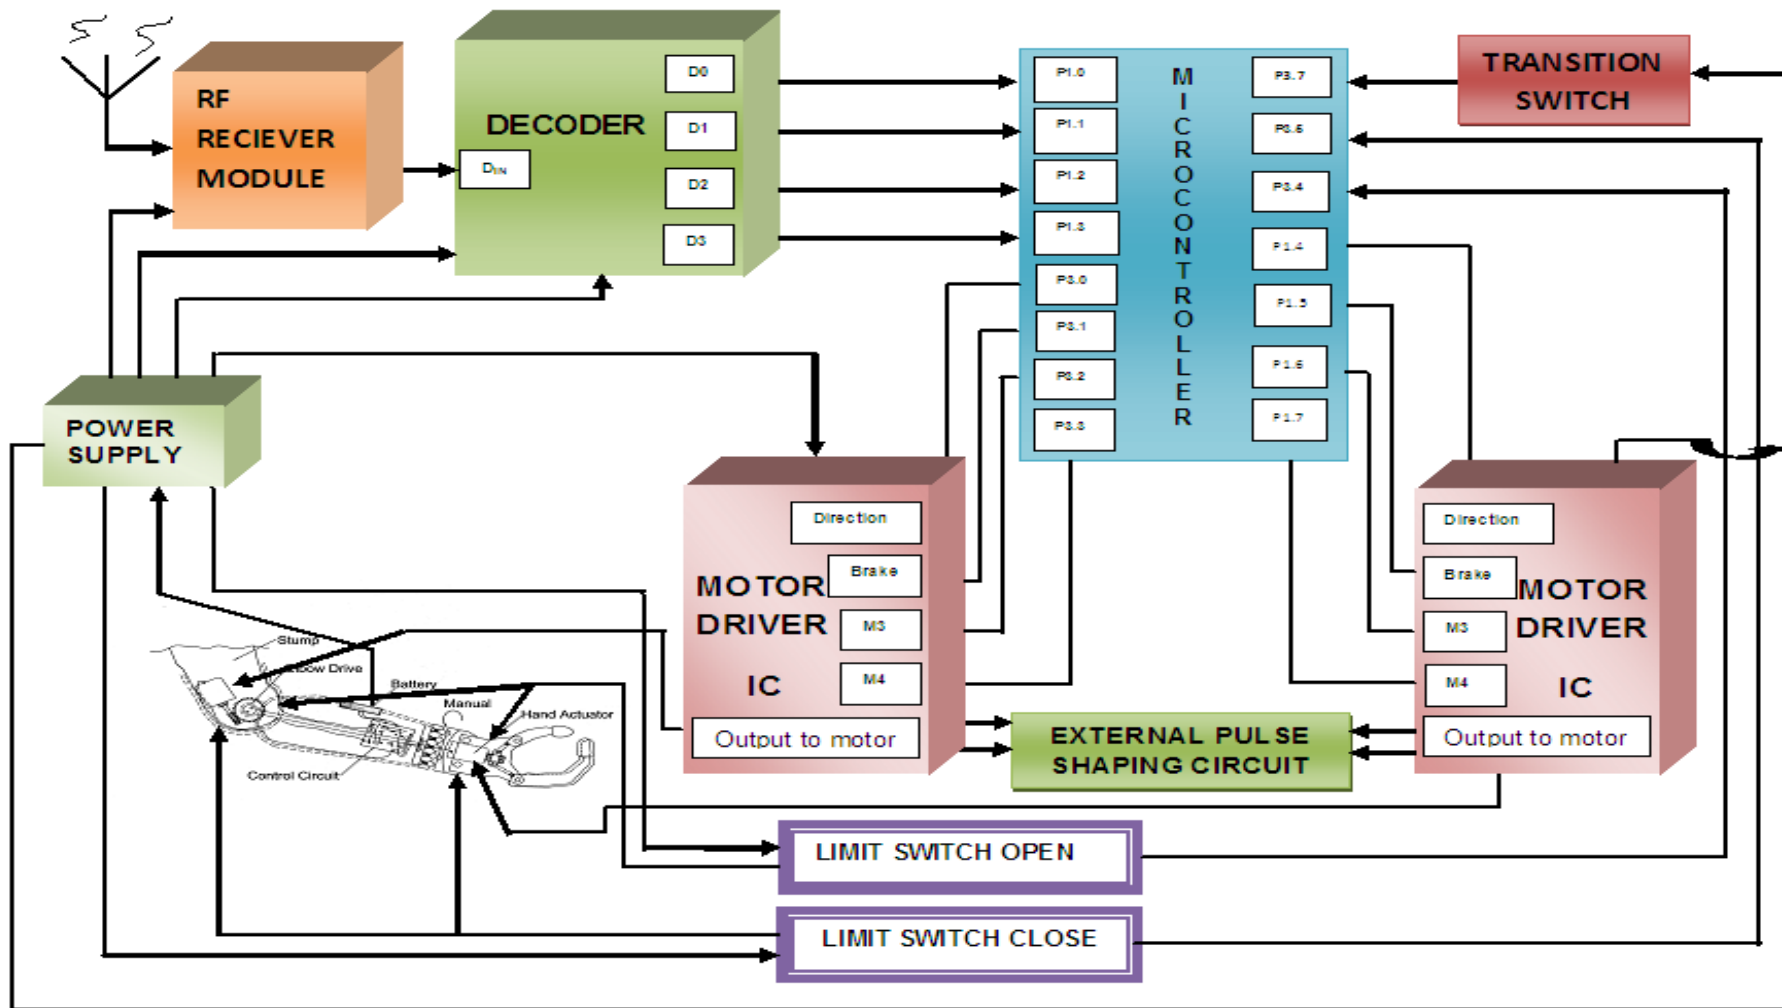 RF
RECIEVER
MODULE
DECODER
DIN
D0
D1
D2
D3
MICROCONTROLLER
P1.0
P1.1
P1.2
P1.3
P3.0
P3.1
P3.2
P3.3
P3.7
P3.5
P3.4
P1.4
P1.5
P1.6
P1.7
TRANSITION
SWITCH
POWER
SUPPLY
Direction
Brake
MOTOR
DRIVER
IC
M3
M4
Output to motor
Direction
Brake
MOTOR
DRIVER
IC
M3
M4
Output to motor
EXTERNAL PULSE
SHAPING CIRCUIT
Stump
Drive
Battery
Manual
Hand Actuator
Control Circuit
LIMIT SWITCH OPEN
LIMIT SWITCH CLOSE